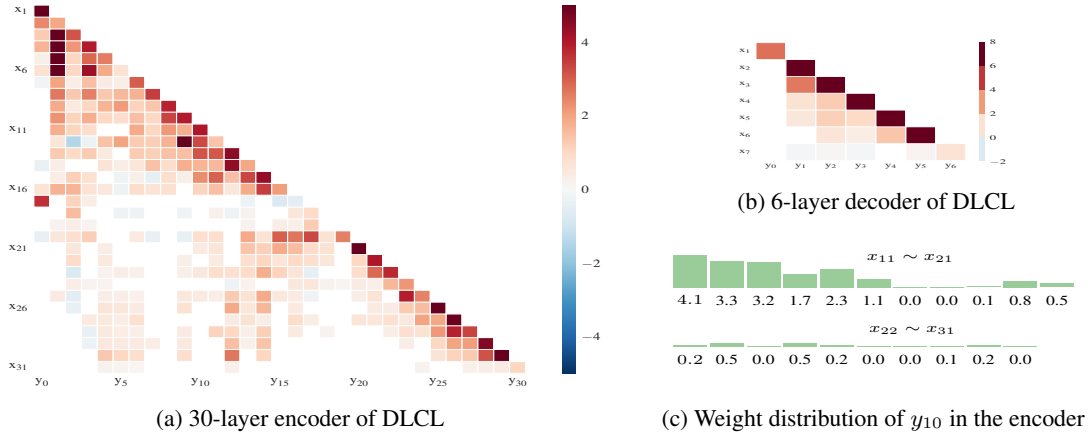 x1
x6
x11
x16
x21
x26
x31
y0 y5 y10 y15 y20 y25 y30
4
2
0
−2
−4
(a) 30-layer encoder of DLCL
x1
x2
x3
x4
x5
x6
x7
y0 y1 y2 y3 y4 y5 y6
8
6
4
2
0
−2
(b) 6-layer decoder of DLCL
x11 ∼ x21
4.1 3.3 3.2 1.7 2.3 1.1 0.0 0.0 0.1 0.8 0.5
x22 ∼ x31
0.2 0.5 0.0 0.5 0.2 0.0 0.0 0.1 0.2 0.0
(c) Weight distribution of y10 in the encoder